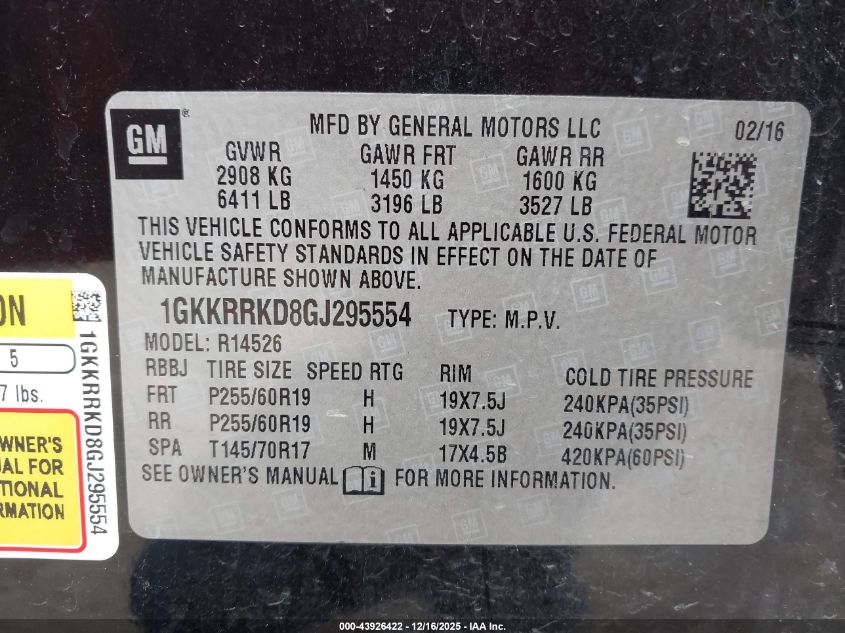 GM ®
MFD BY GENERAL MOTORS LLC 02/16
GVWR GAWR FRT GAWR RR
2908 KG 1450 KG 1600 KG
6411 LB 3196 LB 3527 LB
THIS VEHICLE CONFORMS TO ALL APPLICABLE U.S. FEDERAL MOTOR
VEHICLE SAFETY STANDARDS IN EFFECT ON THE DATE OF
MANUFACTURE SHOWN ABOVE.
1GKKRRKD8GJ295554 TYPE: M.P.V.
MODEL: R14526
RBBJ TIRE SIZE SPEED RTG RIM COLD TIRE PRESSURE
FRT P255/60R19 H 19X7.5J 240KPA(35PSI)
RR P255/60R19 H 19X7.5J 240KPA(35PSI)
SPA T145/70R17 M 17X4.5B 420KPA(60PSI)
SEE OWNER'S MANUAL i FOR MORE INFORMATION.
ON
5
7 lbs.
WNER'S
JAL FOR
TIONAL
RMATION
1GKKRRKD8GJ295554
000-43926422 - 12/16/2025 - IAA Inc.